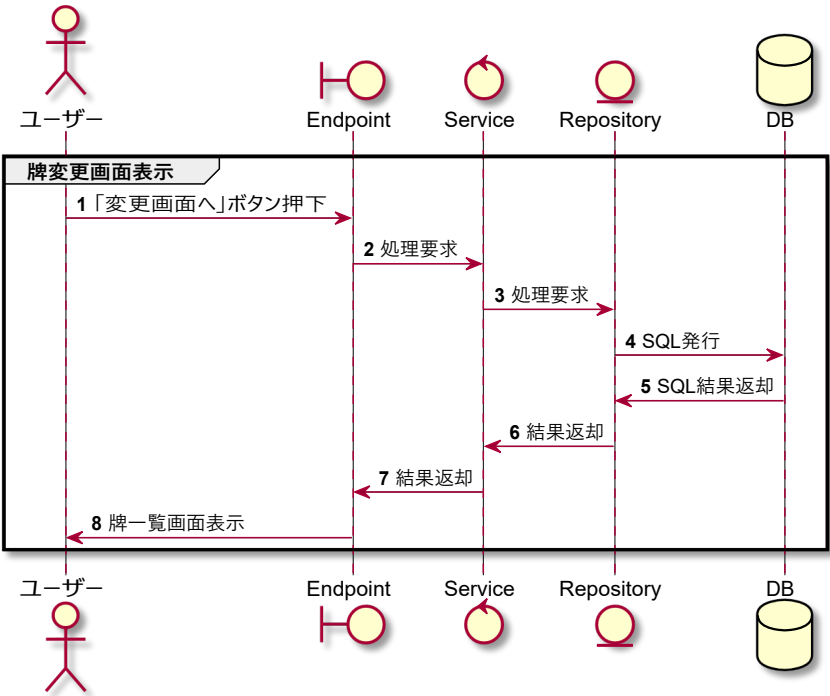 ユーザー
Endpoint
Service
Repository
DB
牌変更画面表示
1 「変更画面へ」ボタン押下
2 処理要求
3 処理要求
4 SQL発行
5 SQL結果返却
6 結果返却
7 結果返却
8 牌一覧画面表示
ユーザー
Endpoint
Service
Repository
DB